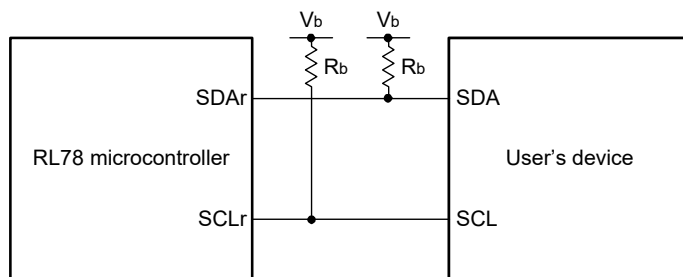 Vb Vb
Rb Rb
SDAr SDA
RL78 microcontroller User's device
SCLr SCL